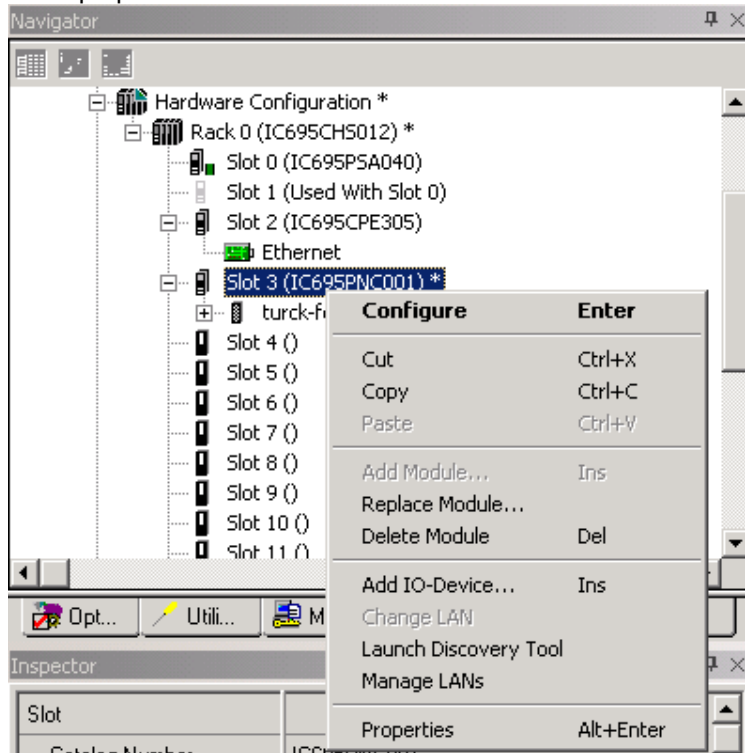 Navigator
Hardware Configuration *
Rack 0 (IC695CHS012) *
Slot 0 (IC695PSA040)
Slot 1 (Used With Slot 0)
Slot 2 (IC695CPE305)
Ethernet
Slot 3 (IC695PNC001) *
turck-f
Slot 4 ()
Slot 5 ()
Slot 6 ()
Slot 7 ()
Slot 8 ()
Slot 9 ()
Slot 10 ()
Slot 11 ()
Configure Enter
Cut Ctrl+X
Copy Ctrl+C
Paste Ctrl+V
Add Module... Ins
Replace Module...
Delete Module Del
Add IO-Device... Ins
Change LAN
Launch Discovery Tool
Manage LANs
Properties Alt+Enter
Opt... Utili... M
Inspector
Slot
Catalog Number